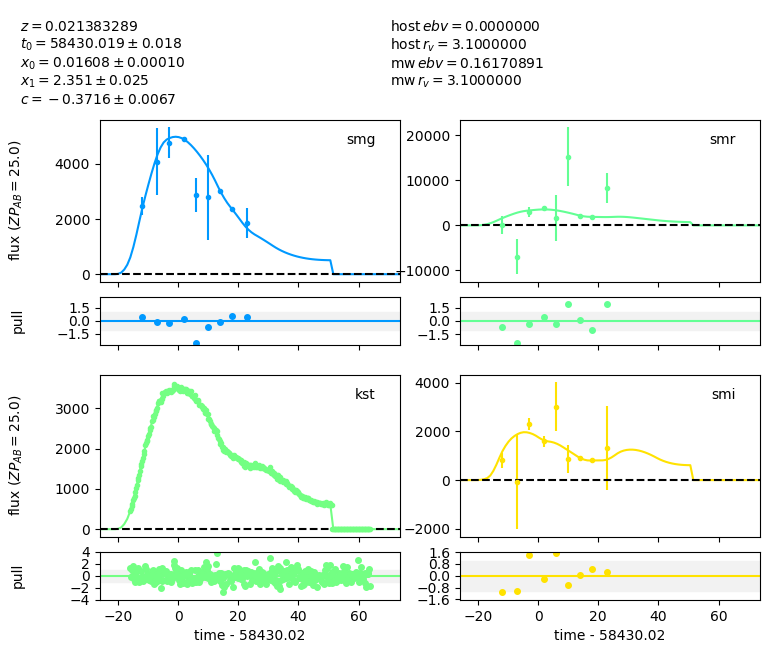 z = 0.021383289
t₀ = 58430.019 ± 0.018
x₀ = 0.01608 ± 0.00010
x₁ = 2.351 ± 0.025
c = −0.3716 ± 0.0067
host ebv = 0.0000000
host r_v = 3.1000000
mw ebv = 0.16170891
mw r_v = 3.1000000
flux (ZP_AB = 25.0)
4000
2000
0
smg
20000
10000
0
−10000
smr
pull
1.5
0.0
−1.5
1.5
0.0
−1.5
flux (ZP_AB = 25.0)
3000
2000
1000
0
kst
4000
2000
0
−2000
smi
pull
4
2
0
−2
−4
1.6
0.8
0.0
−0.8
−1.6
−20 0 20 40 60
−20 0 20 40 60
time - 58430.02
time - 58430.02